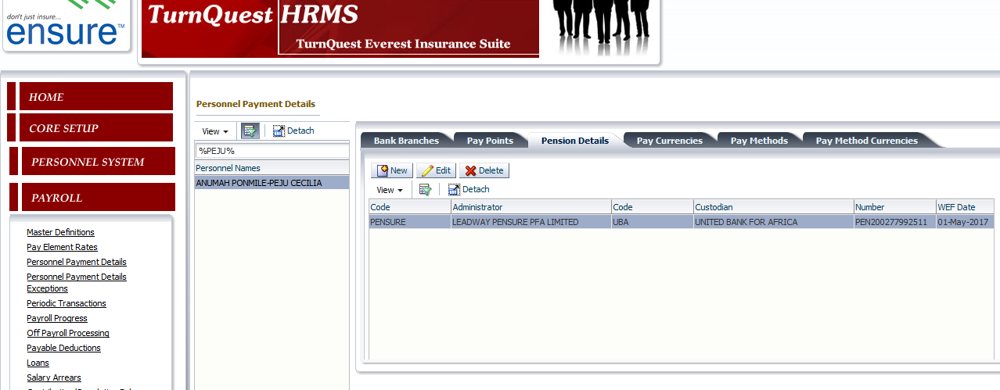 don't just insure...
ensure™
TurnQuest HRMS
TurnQuest Everest Insurance Suite
HOME
CORE SETUP
PERSONNEL SYSTEM
PAYROLL
Master Definitions
Pay Element Rates
Personnel Payment Details
Personnel Payment Details
Exceptions
Periodic Transactions
Payroll Progress
Off Payroll Processing
Payable Deductions
Loans
Salary Arrears
Personnel Payment Details
View Detach
%PEJU%
Personnel Names
ANUMAH PONMILE-PEJU CECILIA
Bank Branches Pay Points Pension Details Pay Currencies Pay Methods Pay Method Currencies
New Edit Delete
View Detach
Code Administrator Code Custodian Number WEF Date
PENSURE LEADWAY PENSURE PFA LIMITED UBA UNITED BANK FOR AFRICA PEN200277992511 01-May-2017